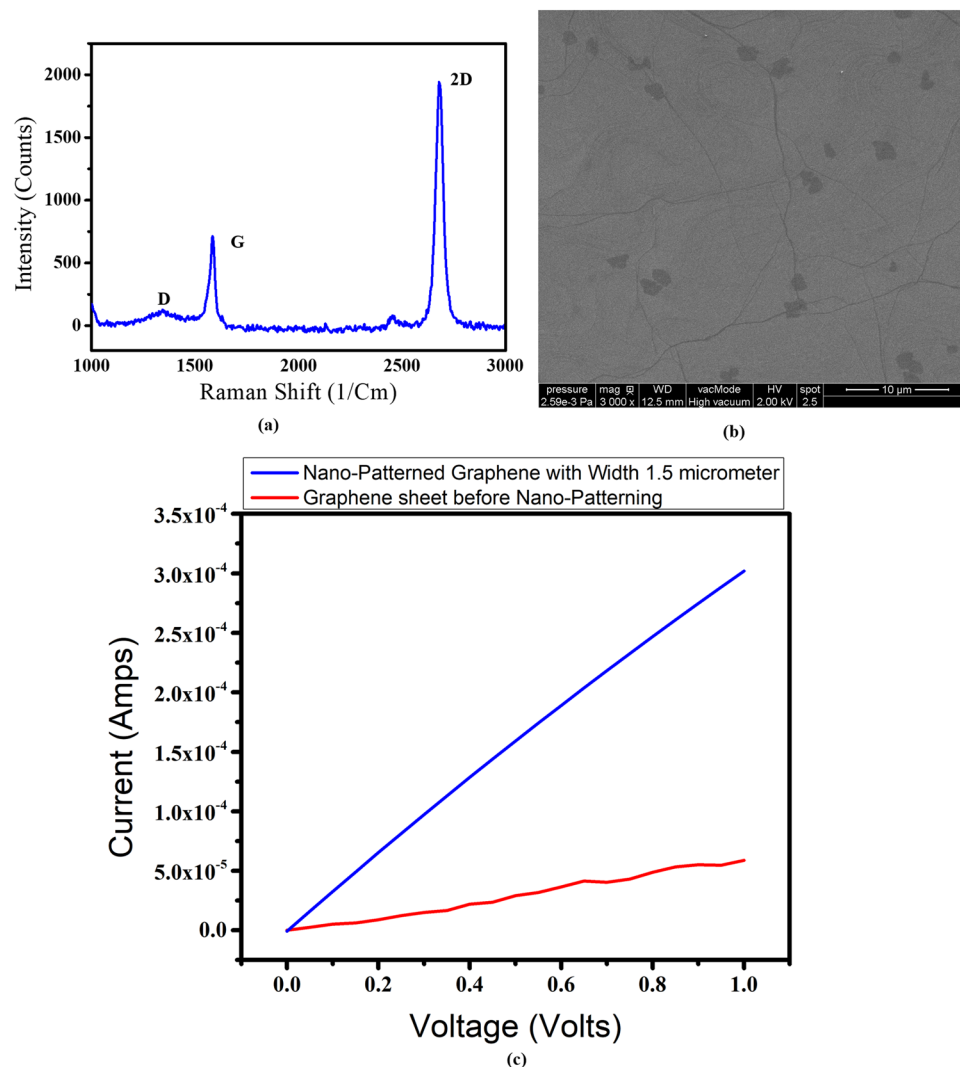 2000
1500
1000
500
0
Intensity (Counts)
2D
G
D
1000 1500 2000 2500 3000
Raman Shift (1/Cm)
(a)
pressure mag WD vacMode HV spot
2.59e-3 Pa 3 000 x 12.5 mm High vacuum 2.00 kV 2.5
10 µm
(b)
Nano-Patterned Graphene with Width 1.5 micrometer
Graphene sheet before Nano-Patterning
3.5x10⁻⁴
3.0x10⁻⁴
2.5x10⁻⁴
2.0x10⁻⁴
1.5x10⁻⁴
1.0x10⁻⁴
5.0x10⁻⁵
0.0
Current (Amps)
0.0 0.2 0.4 0.6 0.8 1.0
Voltage (Volts)
(c)